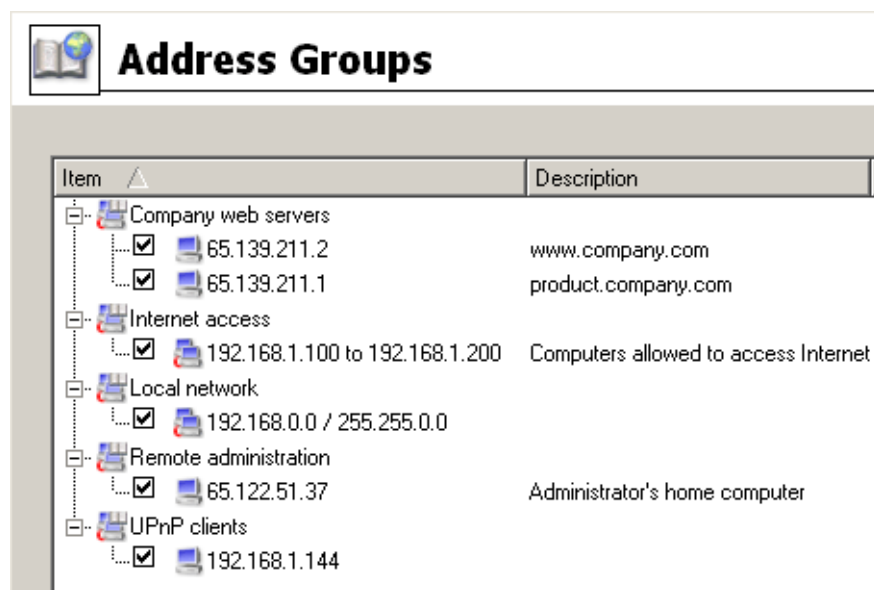 Address Groups
Item Description
Company web servers
65.139.211.2 www.company.com
65.139.211.1 product.company.com
Internet access
192.168.1.100 to 192.168.1.200 Computers allowed to access Internet
Local network
192.168.0.0 / 255.255.0.0
Remote administration
65.122.51.37 Administrator's home computer
UPnP clients
192.168.1.144